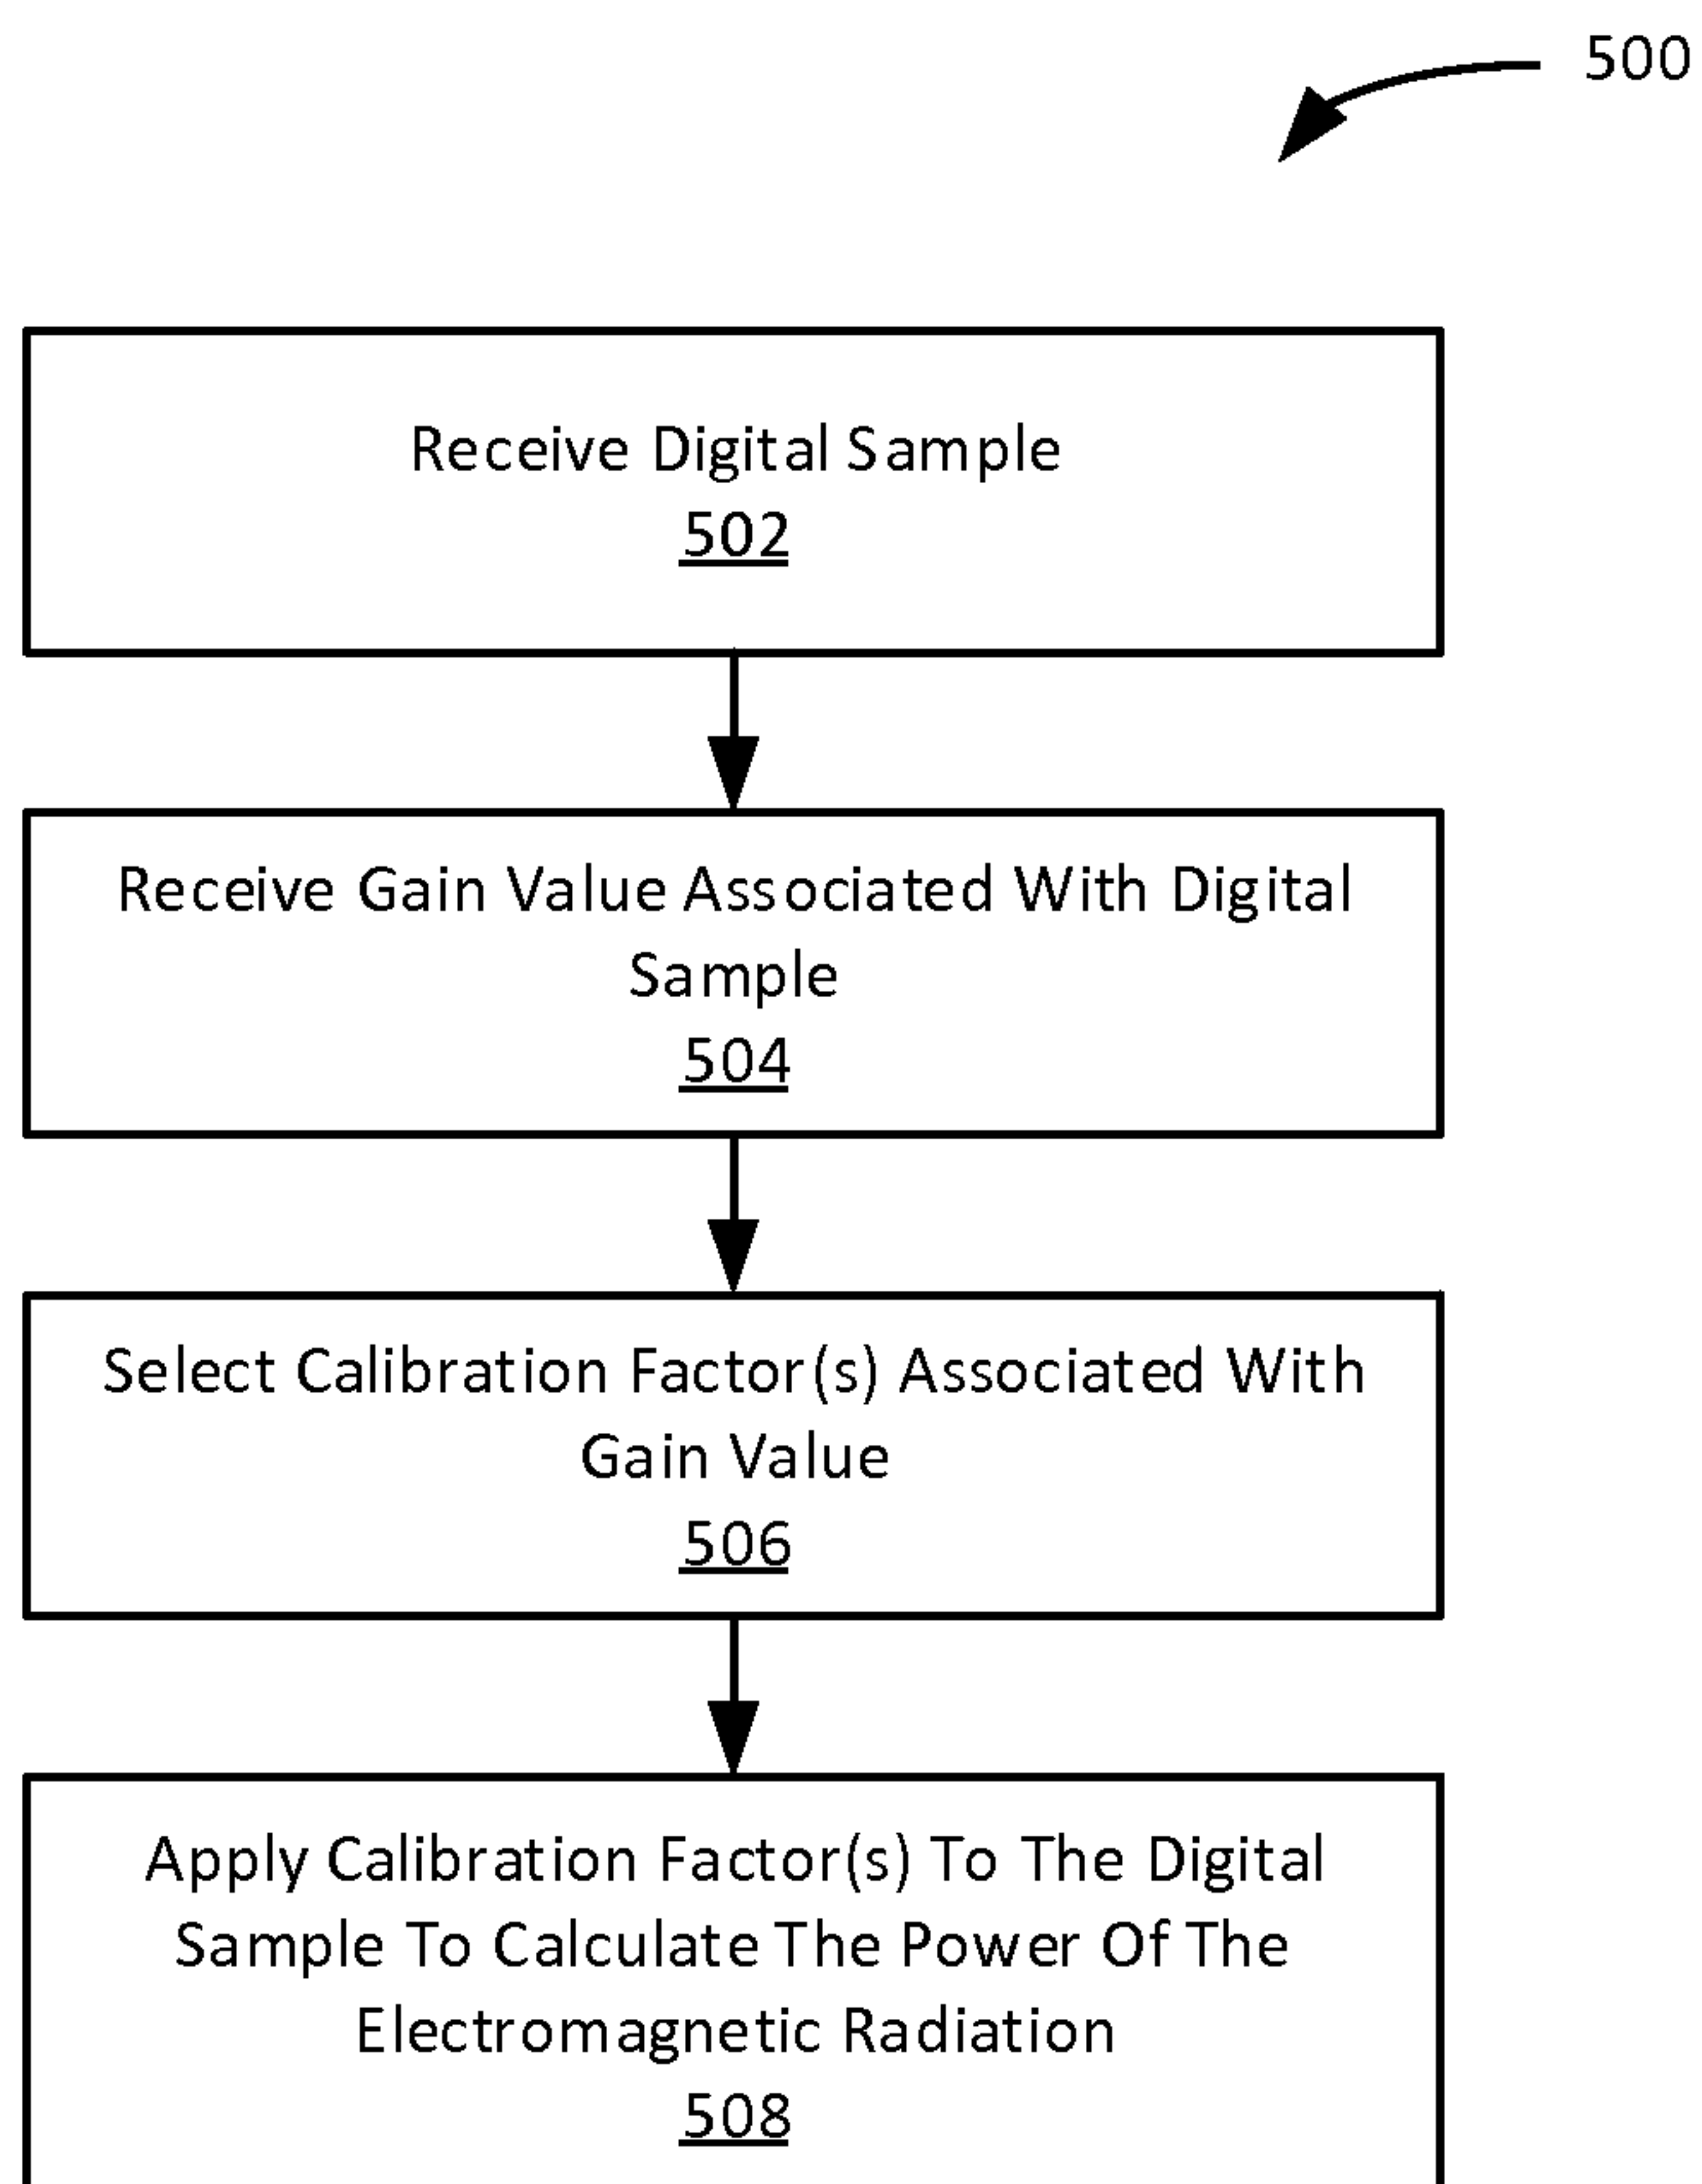 500
Receive Digital Sample
502
Receive Gain Value Associated With Digital
Sample
504
Select Calibration Factor(s) Associated With
Gain Value
506
Apply Calibration Factor(s) To The Digital
Sample To Calculate The Power Of The
Electromagnetic Radiation
508